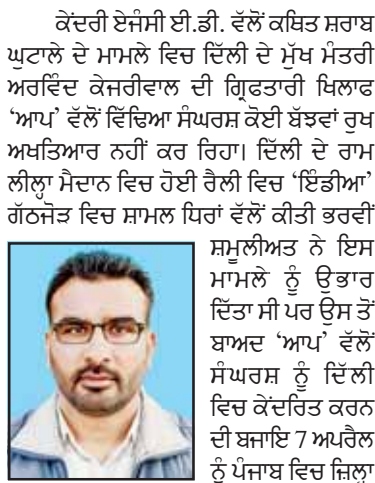 ਕੇਂਦਰੀ ਏਜੰਸੀ ਈ.ਡੀ. ਵੱਲੋਂ ਕਥਿਤ ਸ਼ਰਾਬ
ਘੁਟਾਲੇ ਦੇ ਮਾਮਲੇ ਵਿਚ ਦਿੱਲੀ ਦੇ ਮੁੱਖ ਮੰਤਰੀ
ਅਰਵਿੰਦ ਕੇਜਰੀਵਾਲ ਦੀ ਗ੍ਰਿਫਤਾਰੀ ਖਿਲਾਫ
‘ਆਪ’ ਵੱਲੋਂ ਵਿੱਢਿਆ ਸੰਘਰਸ਼ ਕੋਈ ਬੱਝਵਾਂ ਰੁਖ
ਅਖਤਿਆਰ ਨਹੀਂ ਕਰ ਰਿਹਾ। ਦਿੱਲੀ ਦੇ ਰਾਮ
ਲੀਲ੍ਹਾ ਮੈਦਾਨ ਵਿਚ ਹੋਈ ਰੈਲੀ ਵਿਚ ‘ਇੰਡੀਆ’
ਗੱਠਜੋੜ ਵਿਚ ਸ਼ਾਮਲ ਧਿਰਾਂ ਵੱਲੋਂ ਕੀਤੀ ਭਰਵੀਂ
ਸ਼ਮੂਲੀਅਤ ਨੇ ਇਸ
ਮਾਮਲੇ ਨੂੰ ਉਭਾਰ
ਦਿੱਤਾ ਸੀ ਪਰ ਉਸ ਤੋਂ
ਬਾਅਦ ‘ਆਪ’ ਵੱਲੋਂ
ਸੰਘਰਸ਼ ਨੂੰ ਦਿੱਲੀ
ਵਿਚ ਕੇਂਦਰਿਤ ਕਰਨ
ਦੀ ਬਜਾਇ 7 ਅਪਰੈਲ
ਨੂੰ ਪੰਜਾਬ ਵਿਚ ਜ਼ਿਲ੍ਹਾ